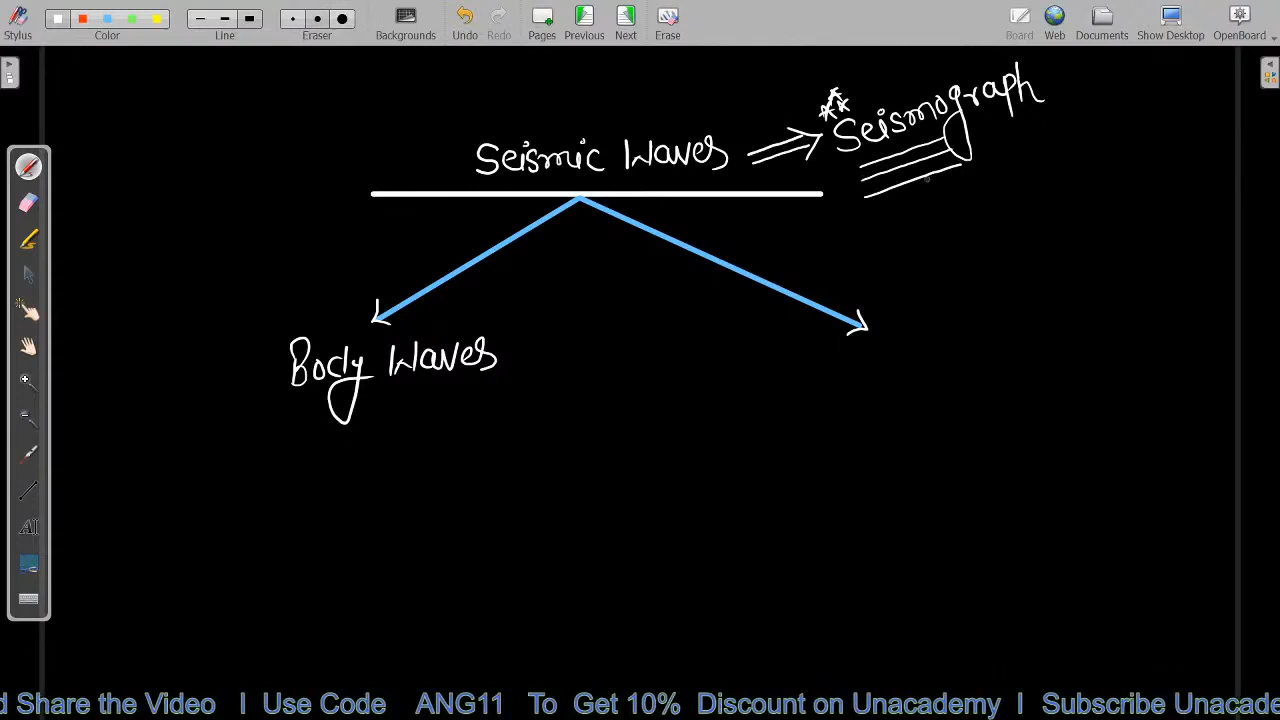 Stylus Color Line Eraser Backgrounds Undo Redo Pages Previous Next Erase Board Web Documents Show Desktop OpenBoard
Seismic Waves ⇒ ** Seismograph
Body Waves
d Share the Video I Use Code ANG11 To Get 10% Discount on Unacademy I Subscribe Unacade